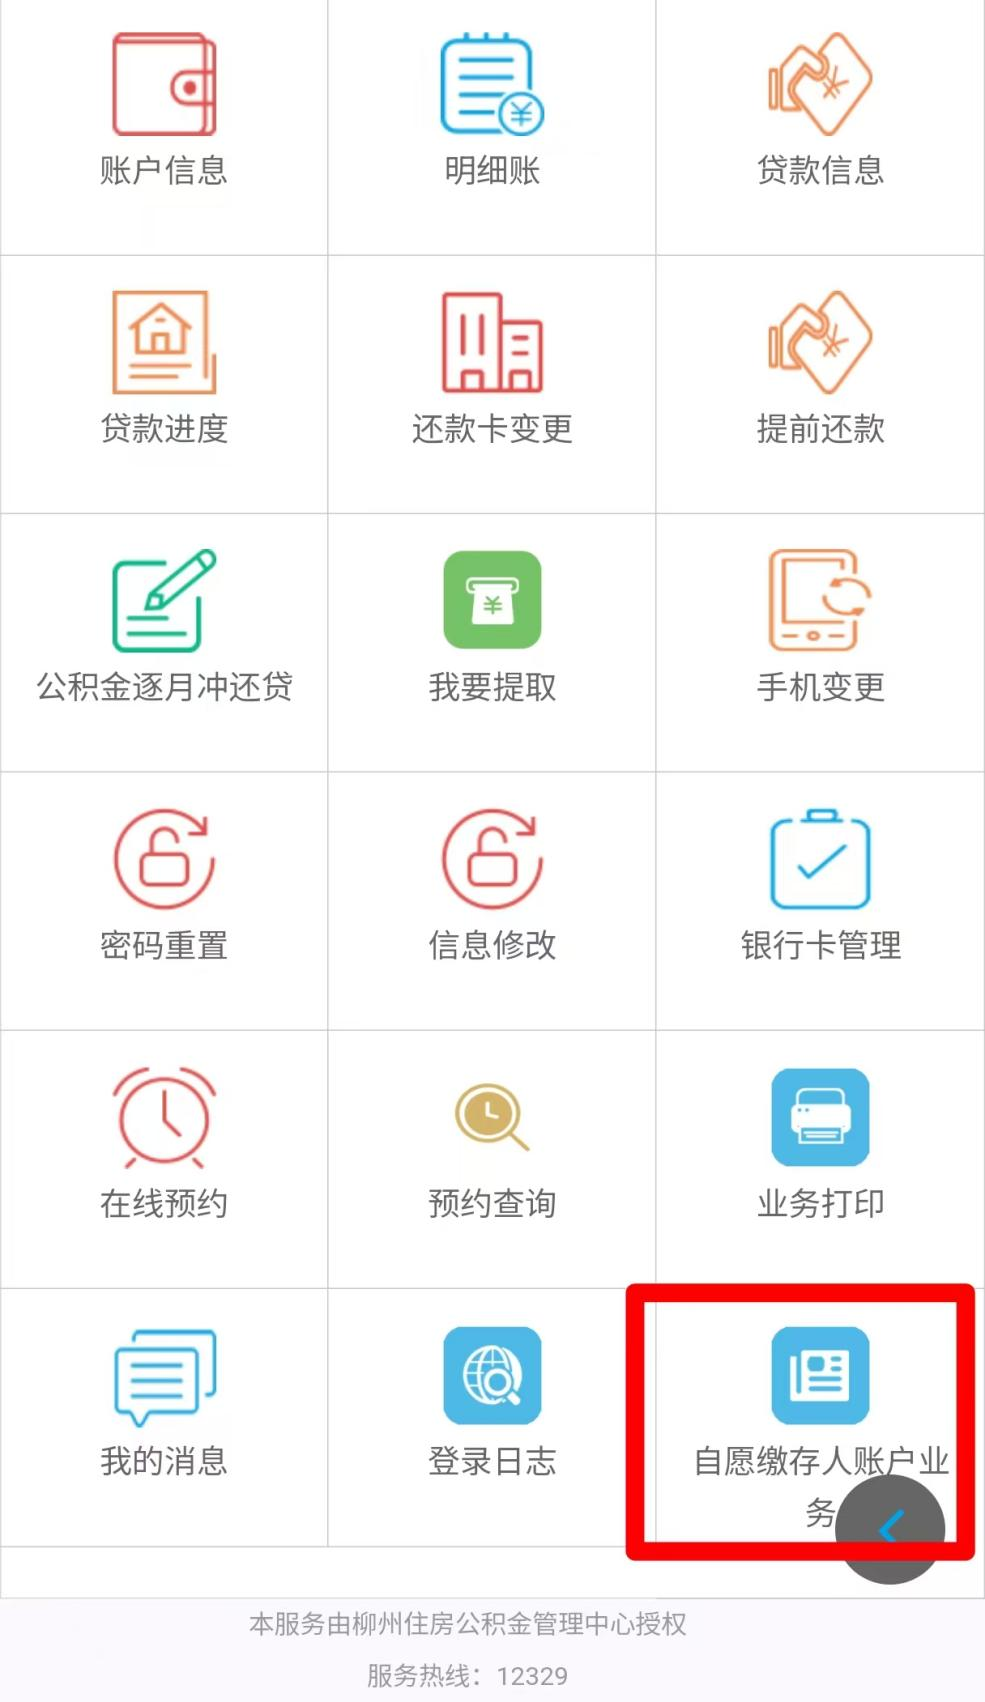 账户信息
明细账
贷款信息
贷款进度
还款卡变更
提前还款
公积金逐月冲还贷
我要提取
手机变更
密码重置
信息修改
银行卡管理
在线预约
预约查询
业务打印
我的消息
登录日志
自愿缴存人账户业
务
本服务由柳州住房公积金管理中心授权
服务热线：12329